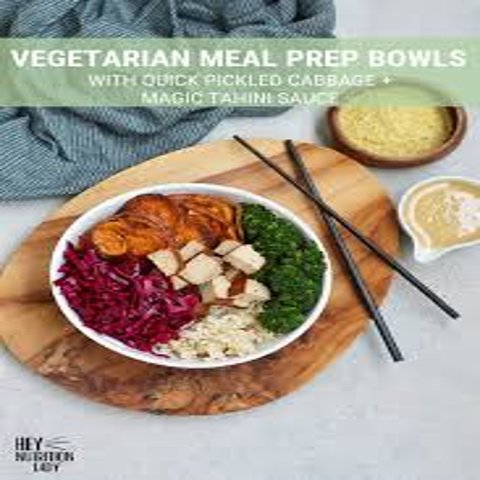 VEGETARIAN MEAL PREP BOWLS
WITH QUICK PICKLED CABBAGE +
MAGIC TAHINI SAUCE
HEY
NUTRITION
LADY